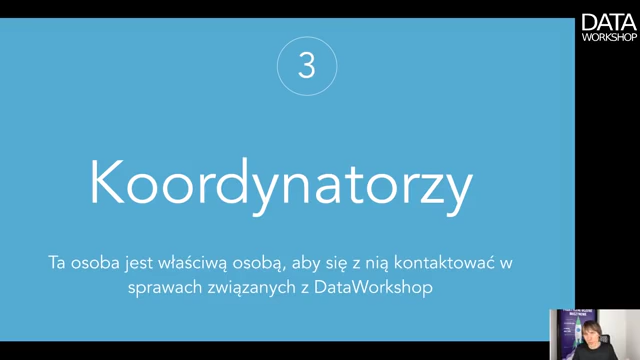 DATA
WORKSHOP
3
Koordynatorzy
Ta osoba jest właściwą osobą, aby się z nią kontaktować w
sprawach związanych z DataWorkshop